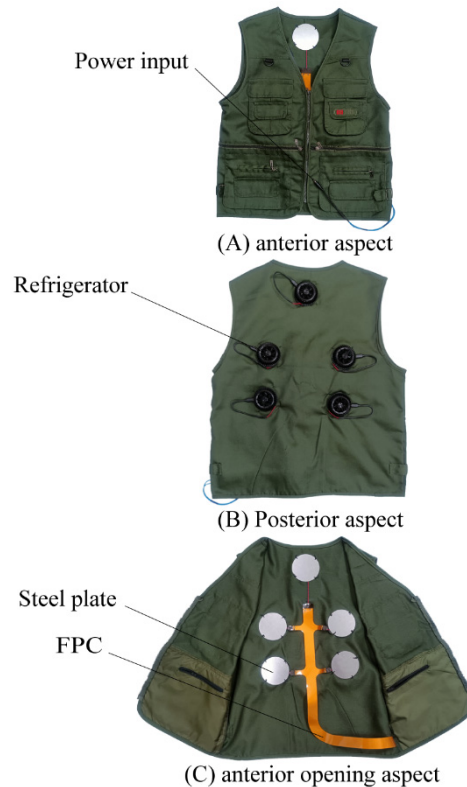 Power input
(A) anterior aspect
Refrigerator
(B) Posterior aspect
Steel plate
FPC
(C) anterior opening aspect